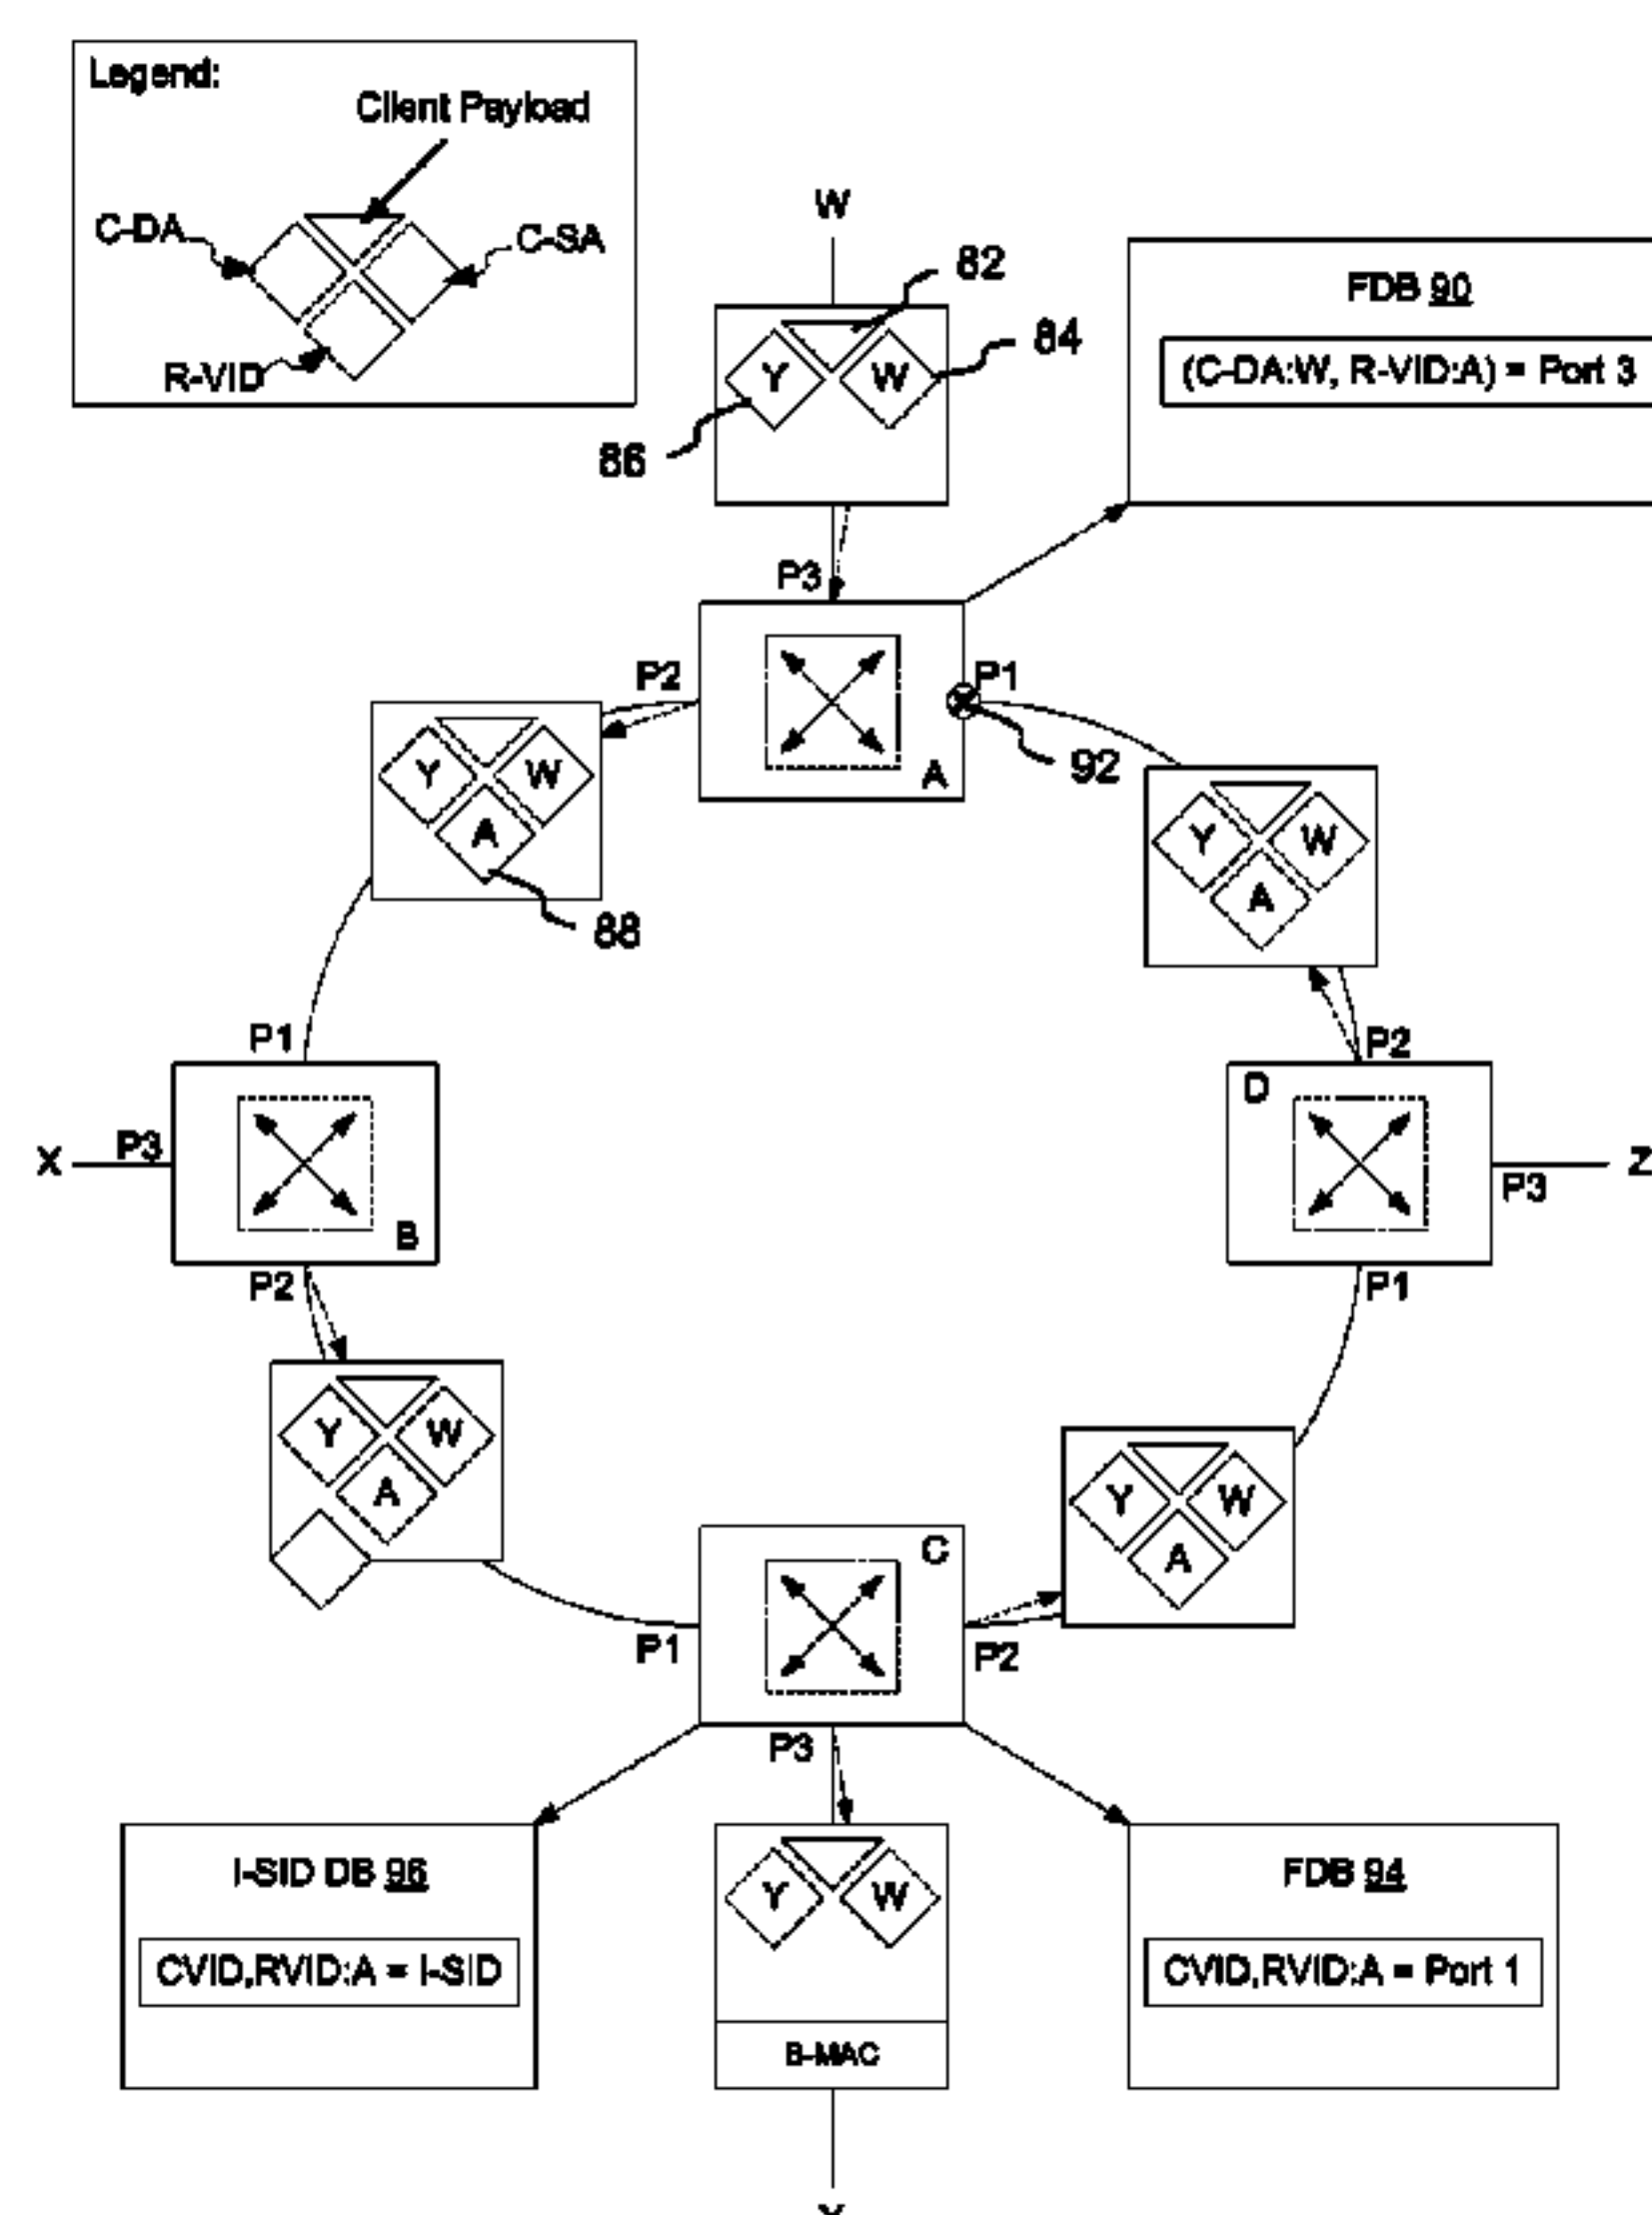 Legend:
Client Payload
C-DA
C-SA
R-VID
W
82
Y
W
84
86
FDB 90
(C-DA:W, R-VID:A) = Port 3
P3
P2
P1
A
92
Y
W
A
88
Y
W
A
P1
P2
X
P3
B
D
Z
P3
P2
P1
Y
W
A
Y
W
A
C
P1
P2
P3
I-SID DB 96
CVID,RVID:A = I-SID
Y
W
B-MAC
FDB 94
CVID,RVID:A = Port 1